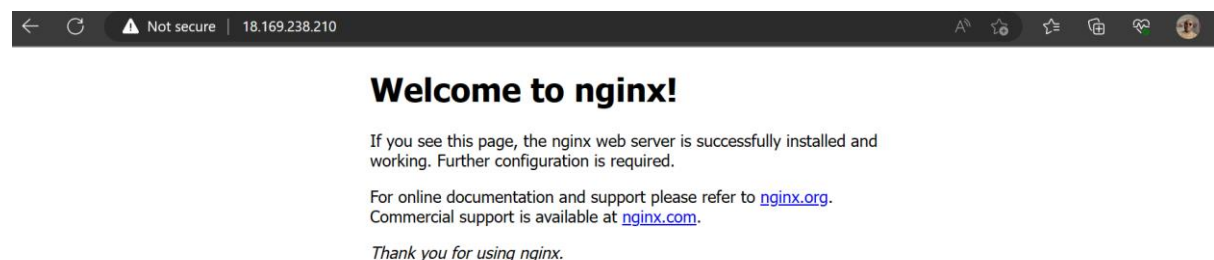 Not secure | 18.169.238.210
Welcome to nginx!
If you see this page, the nginx web server is successfully installed and
working. Further configuration is required.
For online documentation and support please refer to nginx.org.
Commercial support is available at nginx.com.
Thank you for using nginx.